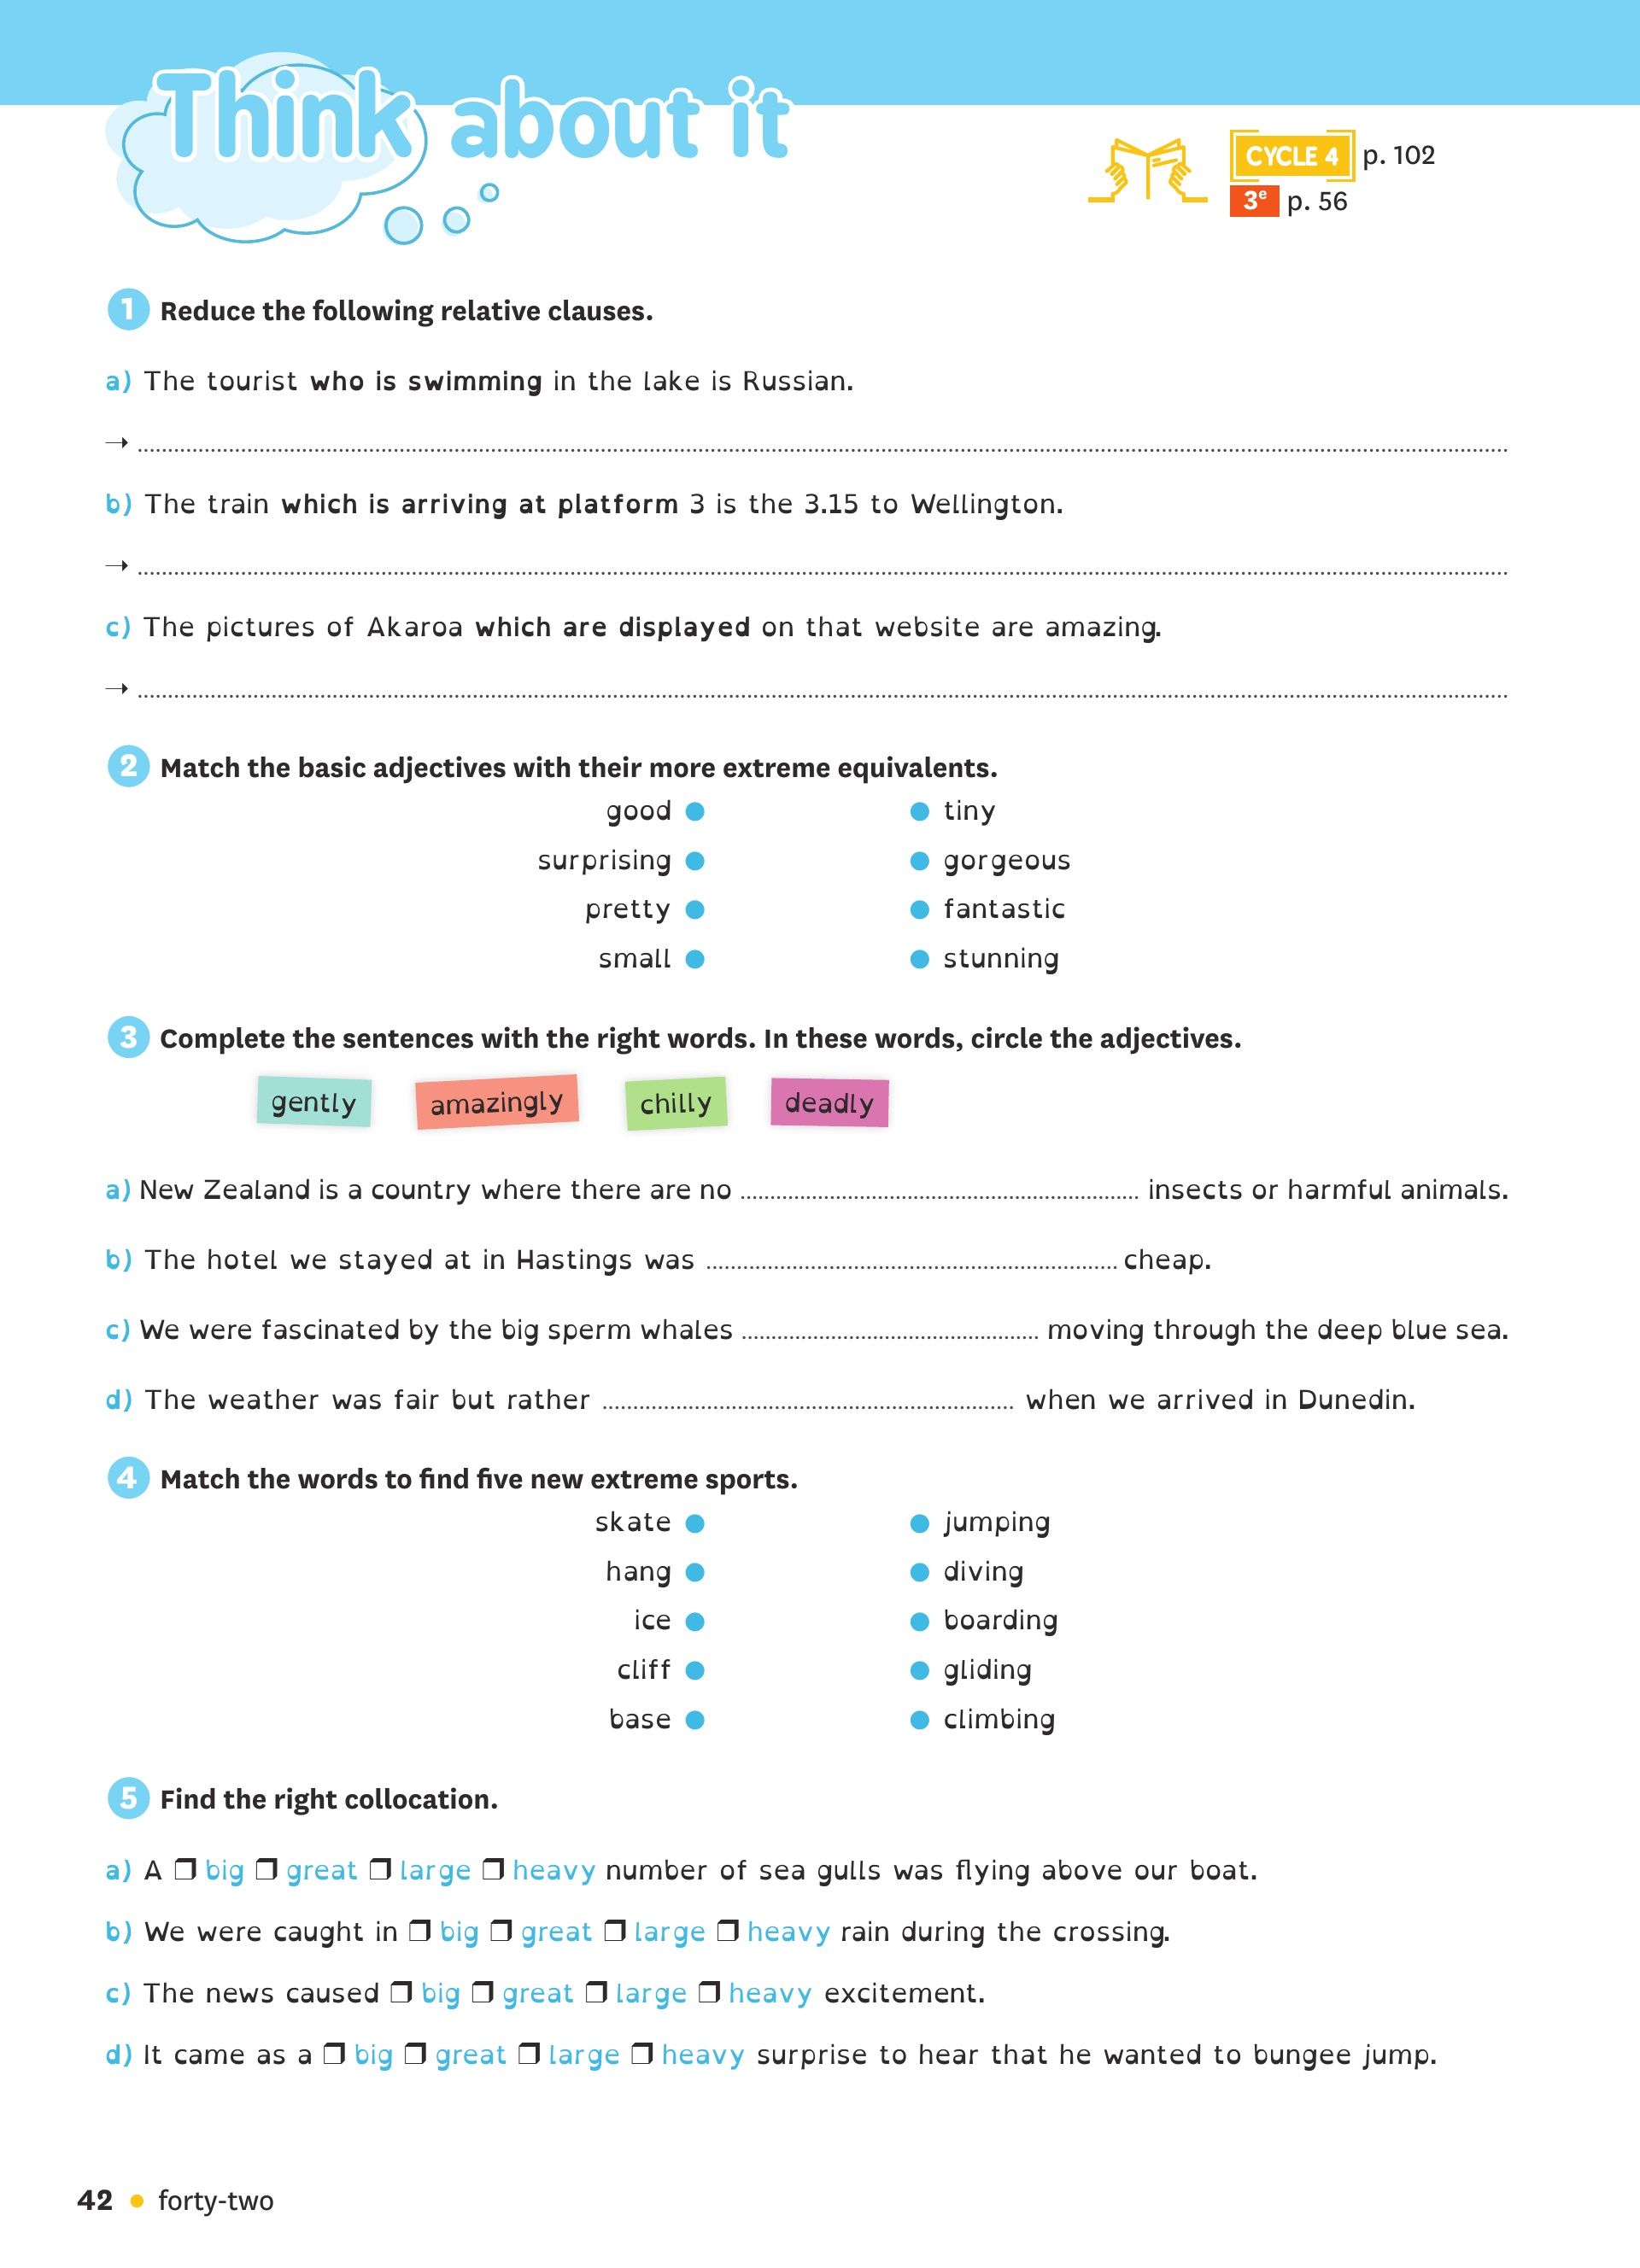 Think about it
CYCLE 4 p. 102
3e p. 56
1 Reduce the following relative clauses.
a) The tourist who is swimming in the lake is Russian.
→ ........................................................
b) The train which is arriving at platform 3 is the 3.15 to Wellington.
→ ........................................................
c) The pictures of Akaroa which are displayed on that website are amazing.
→ ........................................................
2 Match the basic adjectives with their more extreme equivalents.
good ● ● tiny
surprising ● ● gorgeous
pretty ● ● fantastic
small ● ● stunning
3 Complete the sentences with the right words. In these words, circle the adjectives.
gently amazingly chilly deadly
a) New Zealand is a country where there are no .................... insects or harmful animals.
b) The hotel we stayed at in Hastings was .................... cheap.
c) We were fascinated by the big sperm whales .................... moving through the deep blue sea.
d) The weather was fair but rather .................... when we arrived in Dunedin.
4 Match the words to find five new extreme sports.
skate ● ● jumping
hang ● ● diving
ice ● ● boarding
cliff ● ● gliding
base ● ● climbing
5 Find the right collocation.
a) A ❒ big ❒ great ❒ large ❒ heavy number of sea gulls was flying above our boat.
b) We were caught in ❒ big ❒ great ❒ large ❒ heavy rain during the crossing.
c) The news caused ❒ big ❒ great ❒ large ❒ heavy excitement.
d) It came as a ❒ big ❒ great ❒ large ❒ heavy surprise to hear that he wanted to bungee jump.
42 ● forty-two